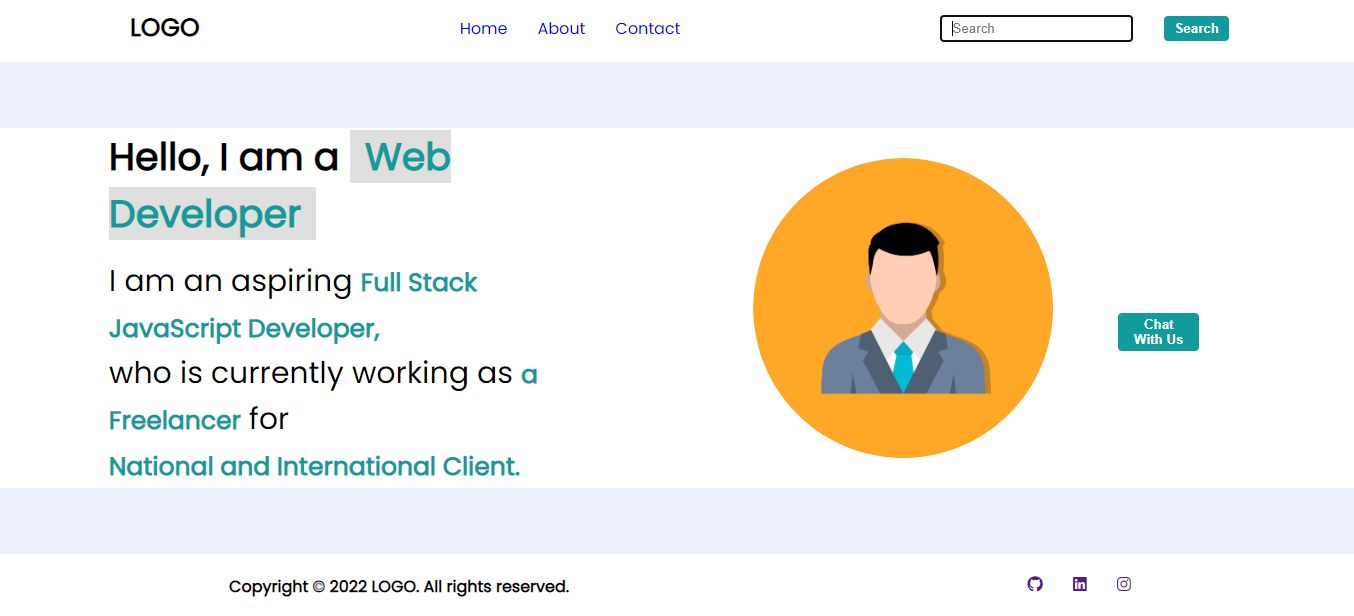 LOGO
Home About Contact
Search
Search
Hello, I am a Web
Developer
I am an aspiring Full Stack
JavaScript Developer,
who is currently working as a
Freelancer for
National and International Client.
Chat
With Us
Copyright © 2022 LOGO. All rights reserved.